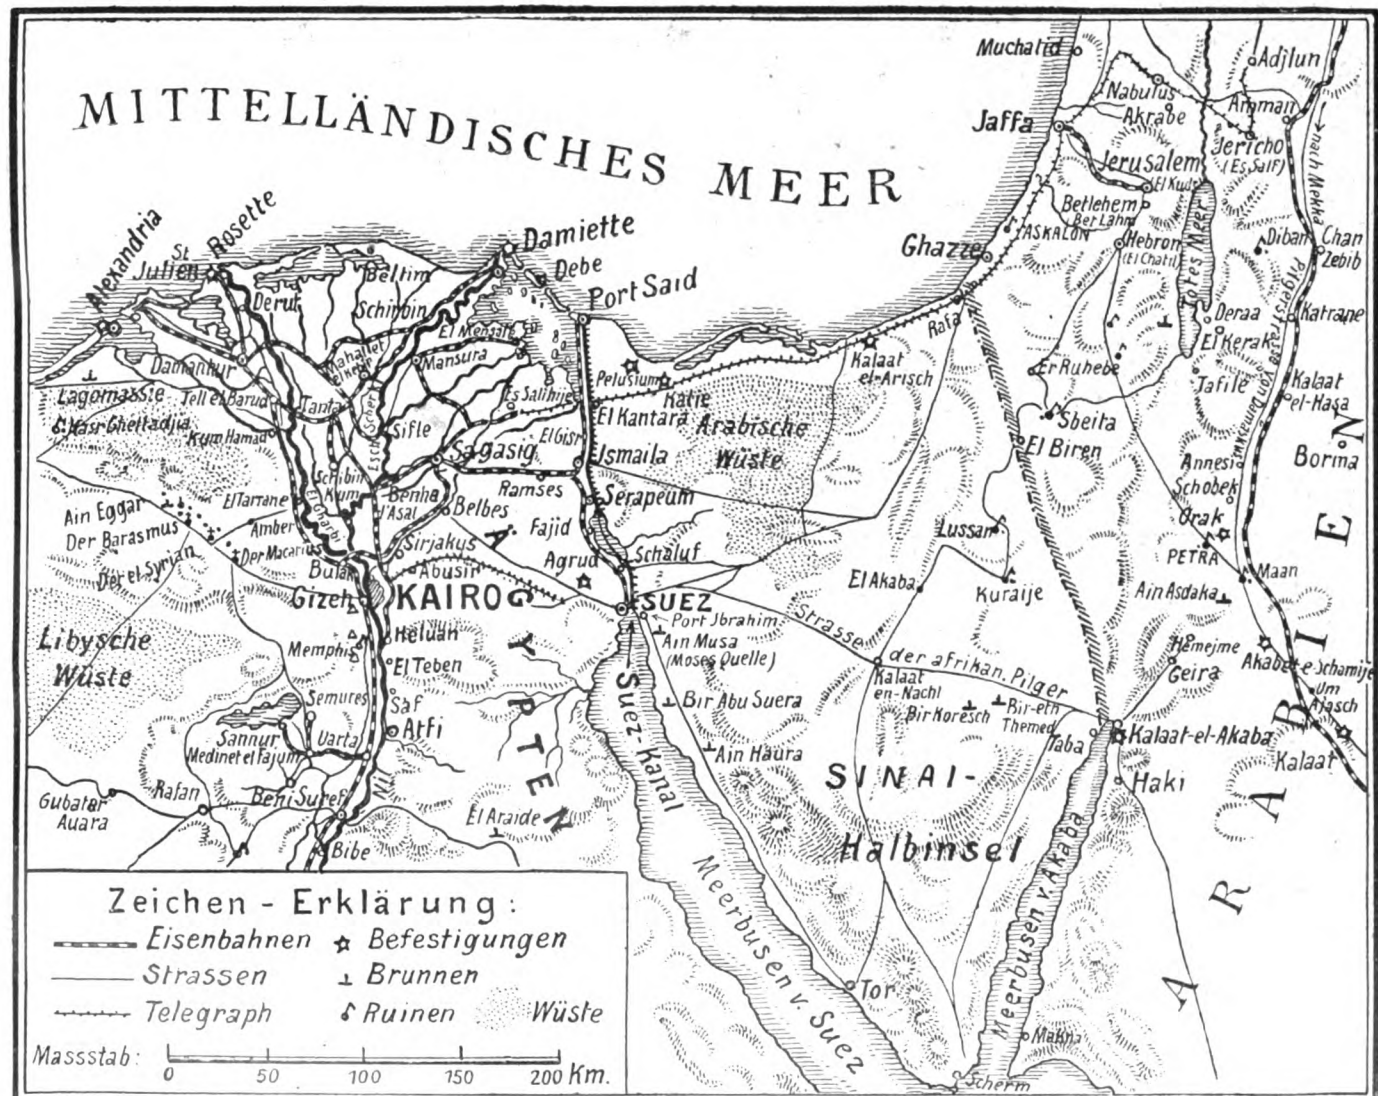 MITTELLÄNDISCHES MEER
Muchalid
Adjlun
Nabulus
Akrabe
Amman
Jaffa
Jericho
(Es Salt)
nach Mekka
Jerusalem
(El Kuds)
Betlehem
Bet Lahm
ASKALON
Hebron
(El Chalil)
Totes Meer
Diban
Chan
Zebib
Ghazze
Rafa
Deraa
El Kerak
Katrane
Pilgerstrasse von Damaskus
Er Ruhebe
Tafile
Kalaat
el-Hasa
Sbeita
El Biren
Annesi
Schobek
Borina
Orak
PETRA
Maan
Ain Asdaka
Lussan
Kuraije
El Akaba
Hemejme
Geira
Akabet-e-Schamije
Um
Ajasch
Kalaat
ARABIEN
Alexandria
St
Julien
Rosette
Baltim
Damiette
Debe
Port Said
Derut
Schirbin
El Mensale
Damanhur
Mahallet
el Kebir
Mansura
Pelusium
Katie
Kalaat
el-Arisch
Lagomassie
Kasr Ghettadjia
Tell el Barud
Tanta
Es Salihije
El Kantara
Arabische
Wüste
Kum Hamad
Sifle
El Gisr
Sagasig
Ismaila
Schibin
Kum
Ramses
Serapeum
El Tarrane
Benha
l'Asal
Belbes
Ain Eggar
Der Barasmus
Amber
Fajid
Der el Syrian
Der Macarius
Sirjakus
Agrud
Schaluf
Bulak
Abusir
Gizeh
KAIRO
SUEZ
Port Ibrahim
Ain Musa
(Moses Quelle)
Strasse der afrikan. Pilger
Heluan
Memphis
El Teben
Libysche
Wüste
Semures
Saf
Atfi
Suez-Kanal
Bir Abu Suera
Kalaat
en-Nachl
Bir Koresch
Bir-eth
Themed
Taba
Kalaat-el-Akaba
Sannur
Medinet el Fajum
Uarta
Ajn Haura
Haki
SINAI-
Halbinsel
Gubatar
Auara
Rafan
Beni Suref
Nil
El Araide
Bibe
ÄGYPTEN
Meerbusen v. Suez
Meerbusen v. Akaba
Tor
Makna
Scherm
Zeichen - Erklärung :
Eisenbahnen Befestigungen
Strassen Brunnen
Telegraph Ruinen Wüste
Massstab:
0 50 100 150 200 Km.